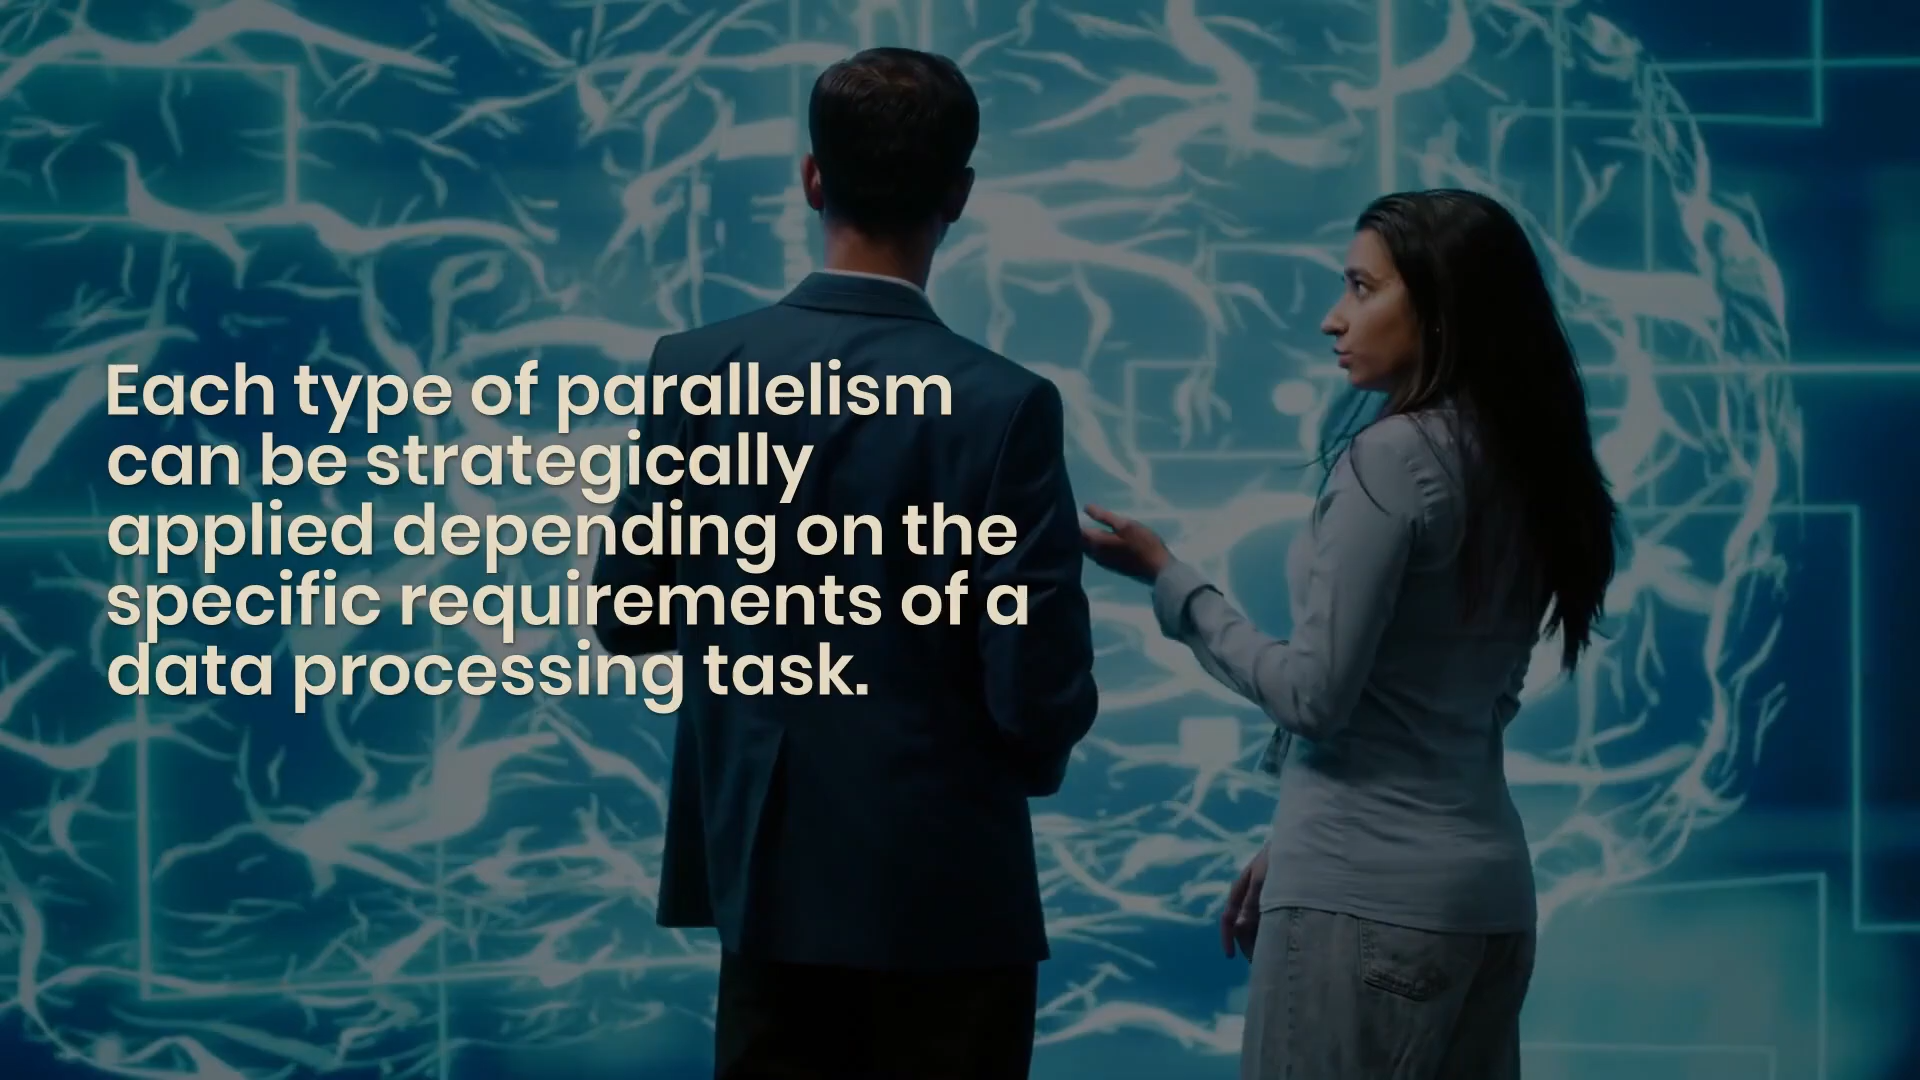 Each type of parallelism
can be strategically
applied depending on the
specific requirements of a
data processing task.